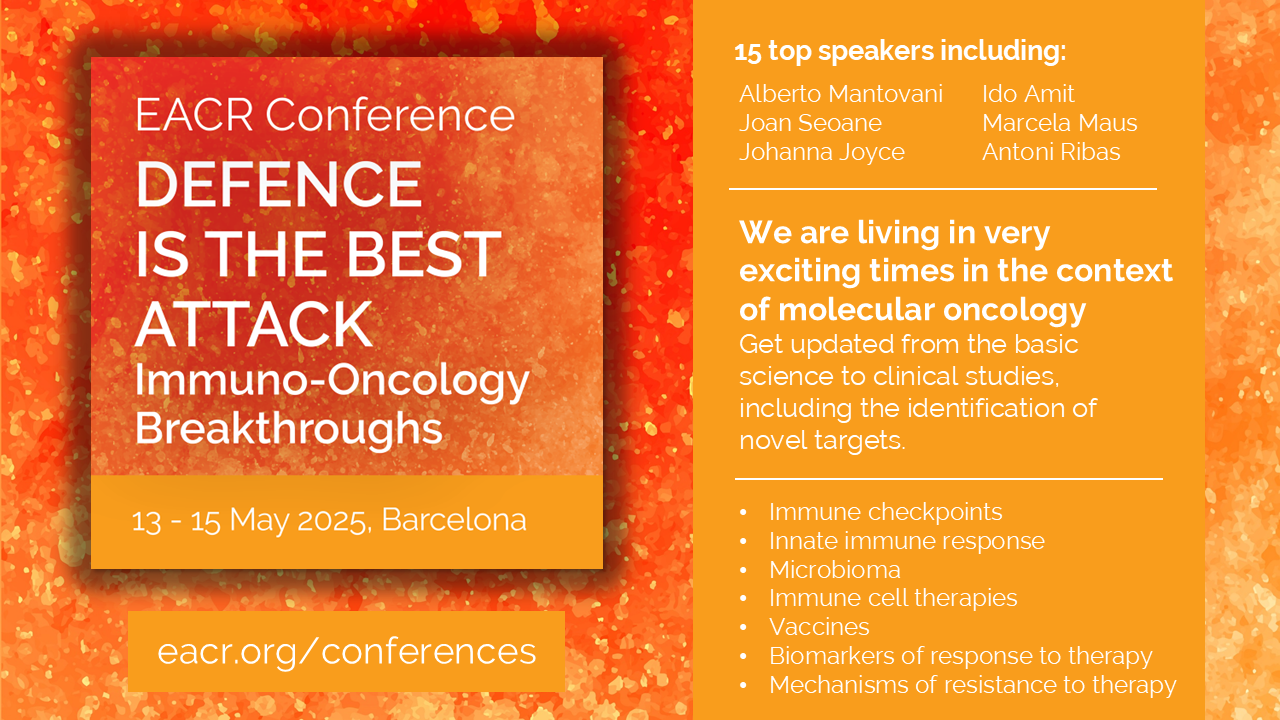 EACR Conference
DEFENCE
IS THE BEST
ATTACK
Immuno-Oncology
Breakthroughs
13 - 15 May 2025, Barcelona
eacr.org/conferences
15 top speakers including:
Alberto Mantovani
Joan Seoane
Johanna Joyce
Ido Amit
Marcela Maus
Antoni Ribas
We are living in very
exciting times in the context
of molecular oncology
Get updated from the basic
science to clinical studies,
including the identification of
novel targets.
• Immune checkpoints
• Innate immune response
• Microbioma
• Immune cell therapies
• Vaccines
• Biomarkers of response to therapy
• Mechanisms of resistance to therapy